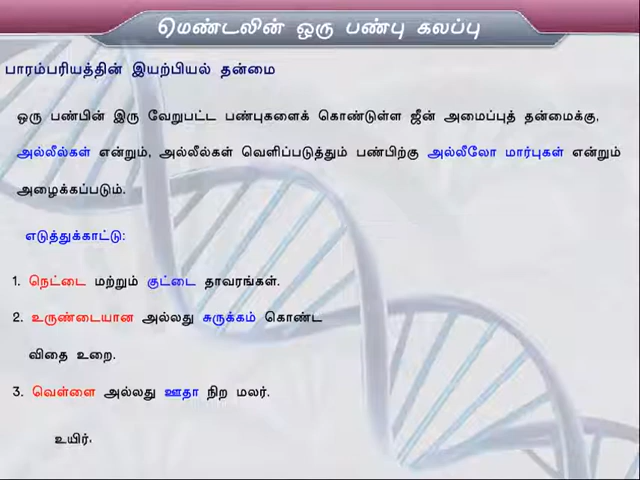 மெண்டலின் ஒரு பண்பு கலப்பு
பாரம்பரியத்தின் இயற்பியல் தன்மை
ஒரு பண்பின் இரு வேறுபட்ட பண்புகளைக் கொண்டுள்ள ஜீன் அமைப்புத் தன்மைக்கு,
அல்லீல்கள் என்றும், அல்லீல்கள் வெளிப்படுத்தும் பண்பிற்கு அல்லீலோ மார்புகள் என்றும்
அழைக்கப்படும்.
எடுத்துக்காட்டு:
1. நெட்டை மற்றும் குட்டை தாவரங்கள்.
2. உருண்டையான அல்லது சுருக்கம் கொண்ட
விதை உறை.
3. வெள்ளை அல்லது ஊதா நிற மலர்.
உயிர்.